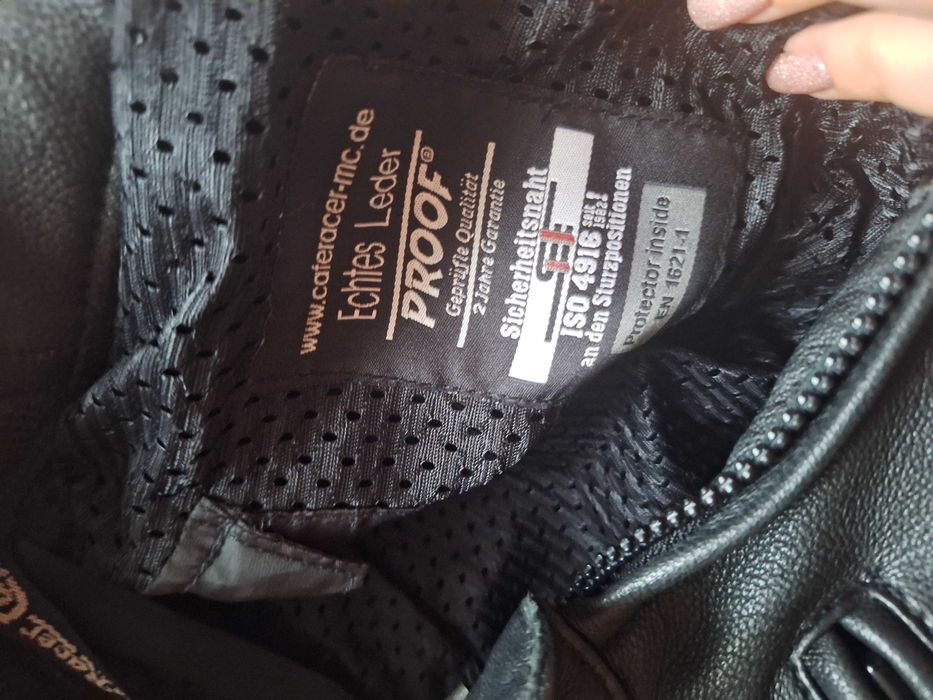 www.caferacer-mc.de
Echtes Leder
PROOF®
Geprüfte Qualität
2 Jahre Garantie
Sicherheitsnaht
ISO 4916
an den Sturzpositionen
Protector inside
EN 1621-1